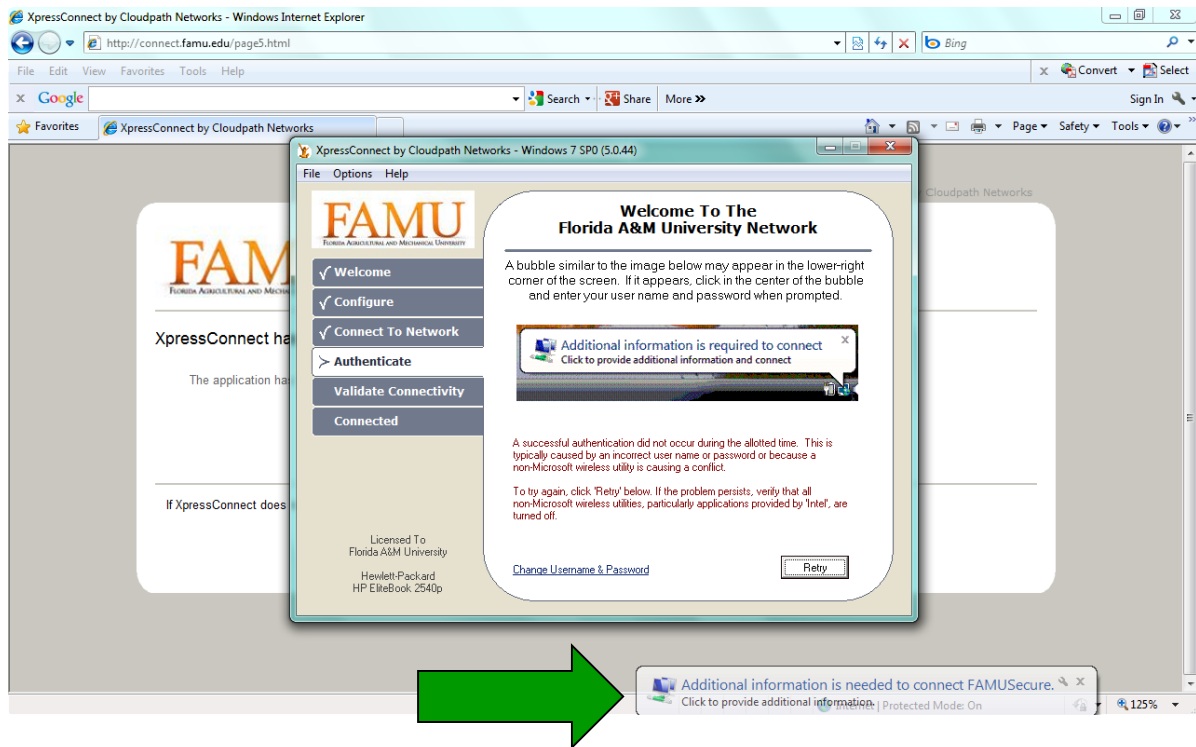 XpressConnect by Cloudpath Networks - Windows Internet Explorer
http://connect.famu.edu/page5.html
Bing
File Edit View Favorites Tools Help
x Convert Select
x Google
Search Share More >>
Sign In
Favorites
XpressConnect by Cloudpath Networks
Page Safety Tools
Cloudpath Networks
FAM
FLORIDA AGRICULTURAL AND MECHA
XpressConnect ha
The application has
If XpressConnect does
XpressConnect by Cloudpath Networks - Windows 7 SP0 (5.0.44)
File Options Help
FAMU
FLORIDA AGRICULTURAL AND MECHANICAL UNIVERSITY
√ Welcome
√ Configure
√ Connect To Network
> Authenticate
Validate Connectivity
Connected
Licensed To
Florida A&M University
Hewlett-Packard
HP EliteBook 2540p
Welcome To The
Florida A&M University Network
A bubble similar to the image below may appear in the lower-right
corner of the screen. If it appears, click in the center of the bubble
and enter your user name and password when prompted.
Additional information is required to connect x
Click to provide additional information and connect
A successful authentication did not occur during the allotted time. This is
typically caused by an incorrect user name or password or because a
non-Microsoft wireless utility is causing a conflict.
To try again, click 'Retry' below. If the problem persists, verify that all
non-Microsoft wireless utilities, particularly applications provided by 'Intel', are
turned off.
Change Username & Password
Retry
Additional information is needed to connect FAMUSecure.
Click to provide additional information.
Internet | Protected Mode: On
125%